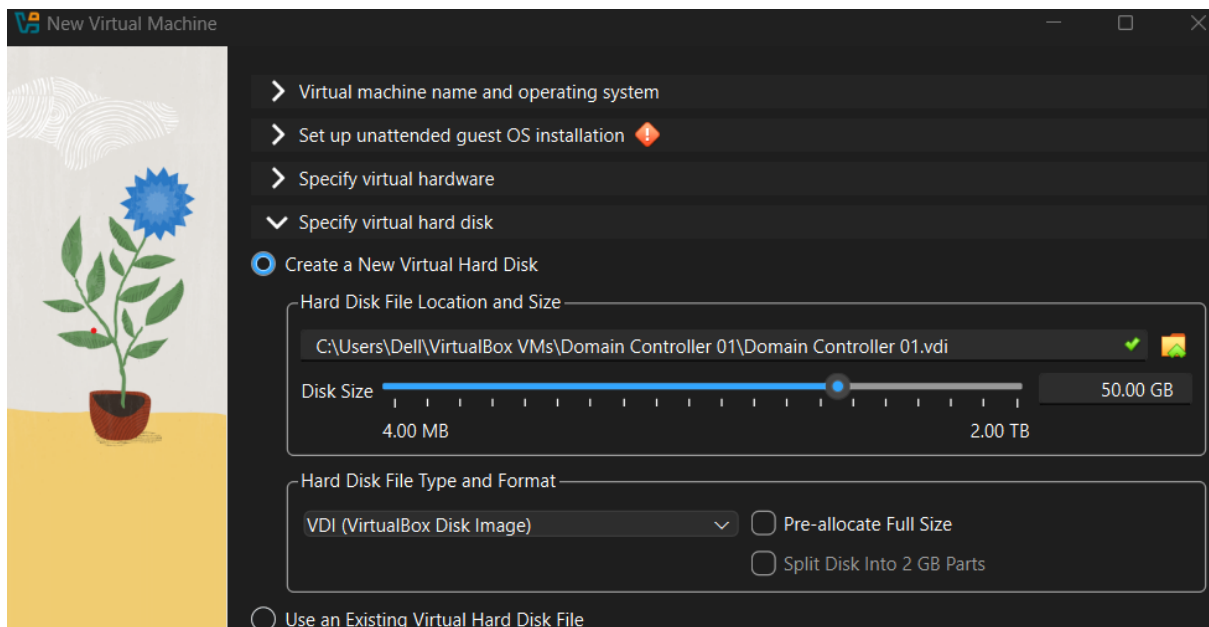 New Virtual Machine
Virtual machine name and operating system
Set up unattended guest OS installation
Specify virtual hardware
Specify virtual hard disk
Create a New Virtual Hard Disk
Hard Disk File Location and Size
C:\Users\Dell\VirtualBox VMs\Domain Controller 01\Domain Controller 01.vdi
Disk Size 50.00 GB
4.00 MB 2.00 TB
Hard Disk File Type and Format
VDI (VirtualBox Disk Image) Pre-allocate Full Size
Split Disk Into 2 GB Parts
Use an Existing Virtual Hard Disk File